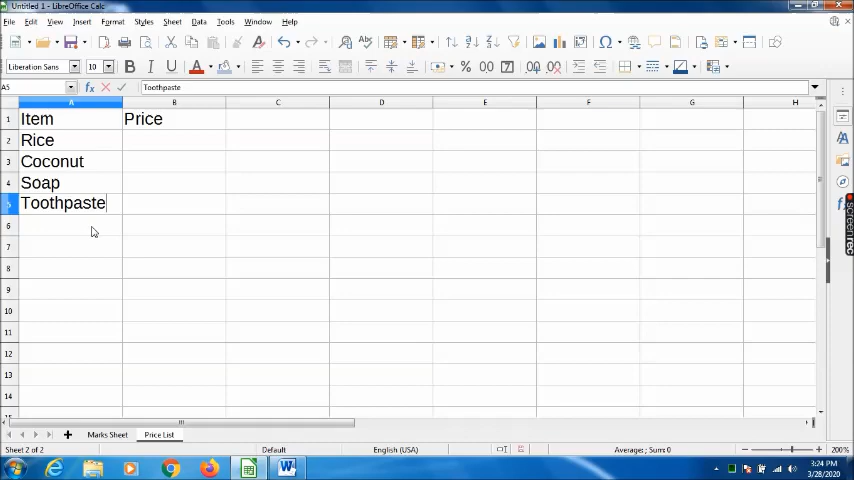 Untitled 1 - LibreOffice Calc
File Edit View Insert Format Styles Sheet Data Tools Window Help
Liberation Sans 10
A5 Toothpaste
A B C D E F G H
1 Item Price
2 Rice
3 Coconut
4 Soap
5 Toothpaste
6
7
8
9
10
11
12
13
14
Marks Sheet Price List
Sheet 2 of 2 Default English (USA) Average: ; Sum: 0 200%
3:24 PM
3/28/2020
screenrec